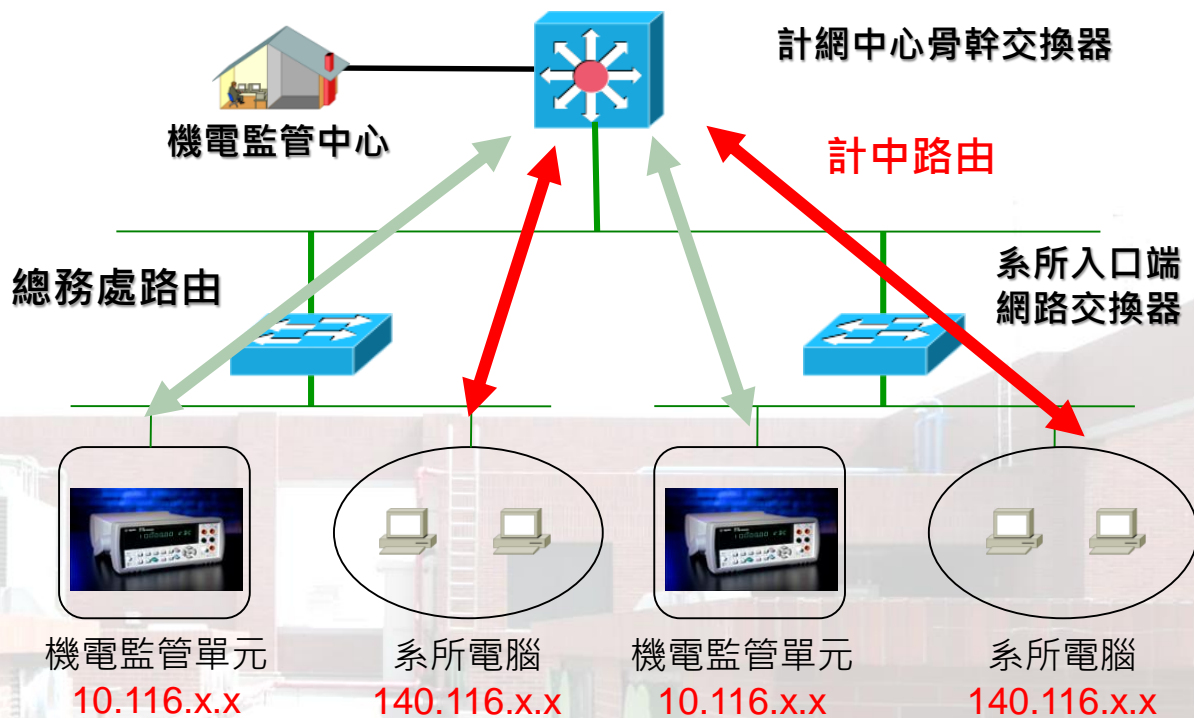 計網中心骨幹交換器
機電監管中心
計中路由
總務處路由
系所入口端
網路交換器
機電監管單元
10.116.x.x
系所電腦
140.116.x.x
機電監管單元
10.116.x.x
系所電腦
140.116.x.x